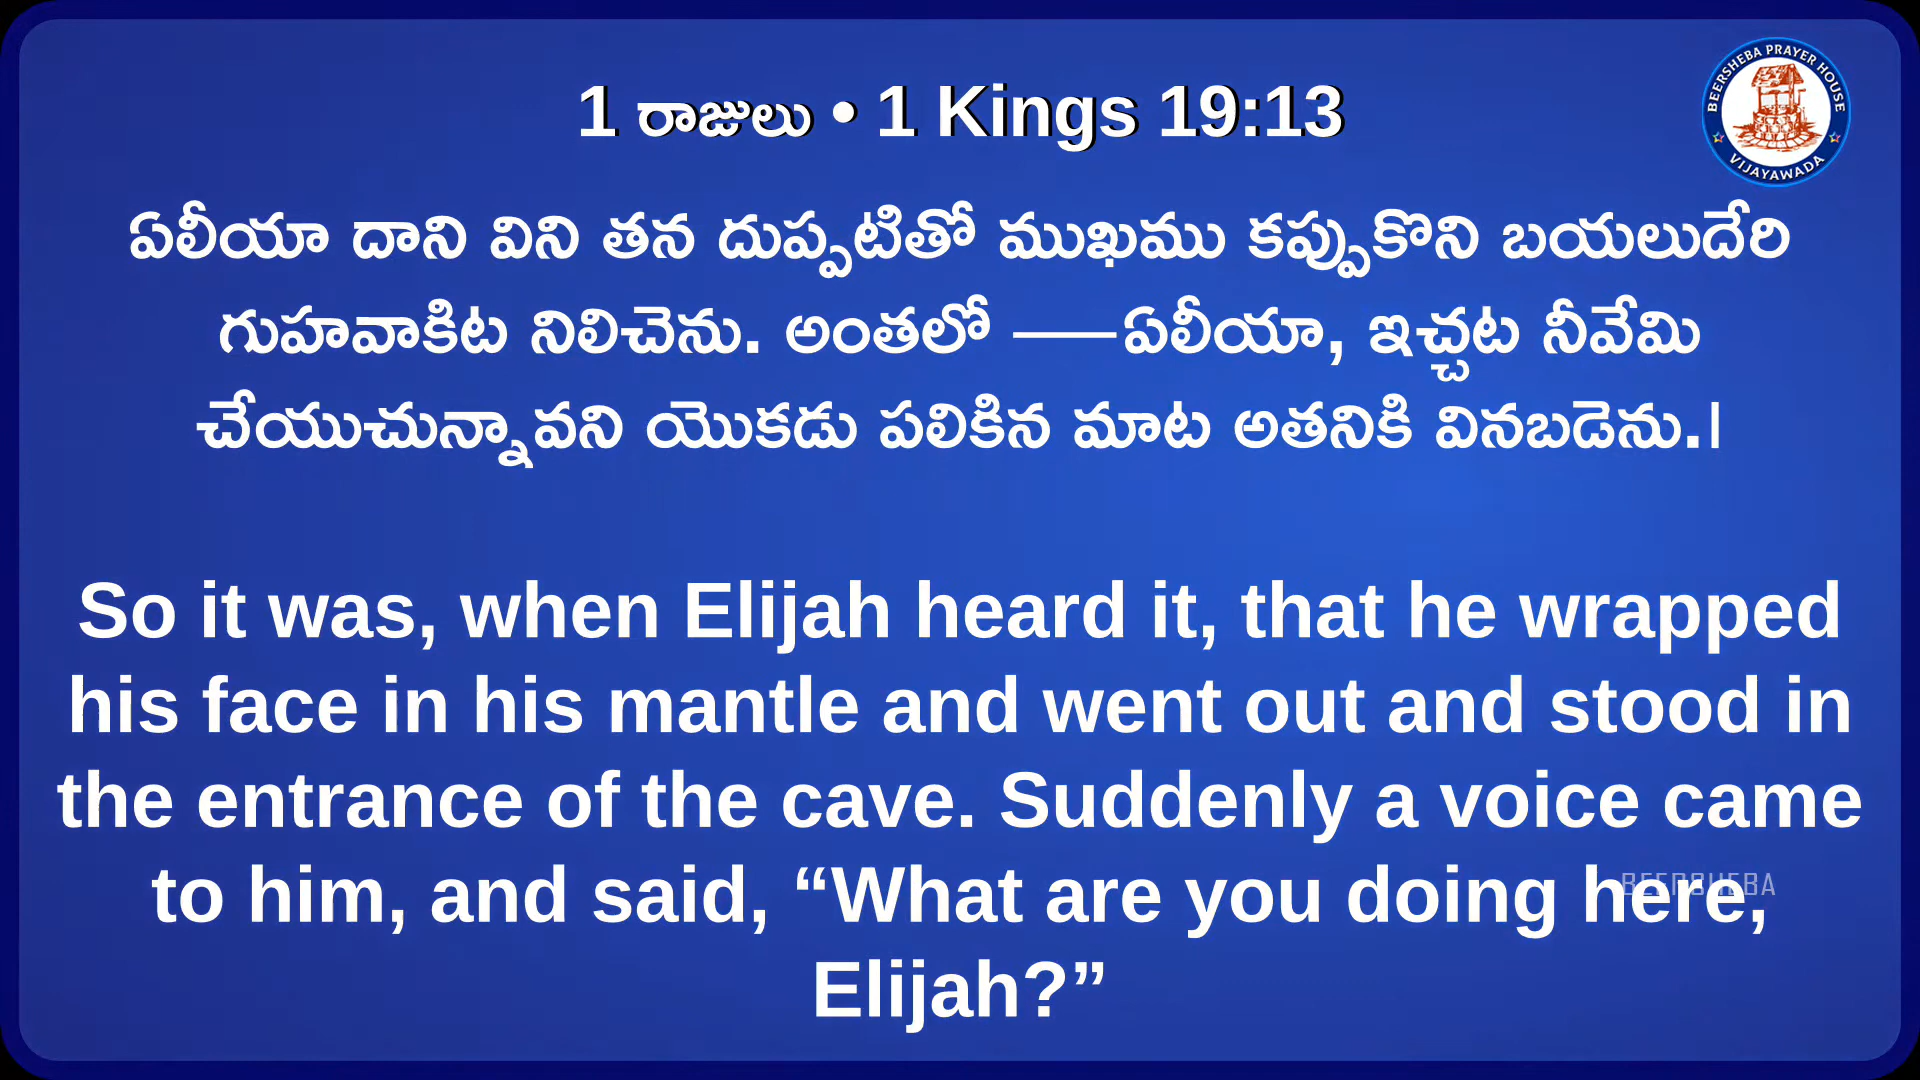 1 రాజులు • 1 Kings 19:13
BEERSHEBA PRAYER HOUSE
VIJAYAWADA
ఏలీయా దాని విని తన దుప్పటితో ముఖము కప్పుకొని బయలుదేరి
గుహవాకిట నిలిచెను. అంతలో ––ఏలీయా, ఇచ్చట నీవేమి
చేయుచున్నావని యొకడు పలికిన మాట అతనికి వినబడెను.|
So it was, when Elijah heard it, that he wrapped
his face in his mantle and went out and stood in
the entrance of the cave. Suddenly a voice came
to him, and said, “What are you doing here,
Elijah?”
BEERSHEBA